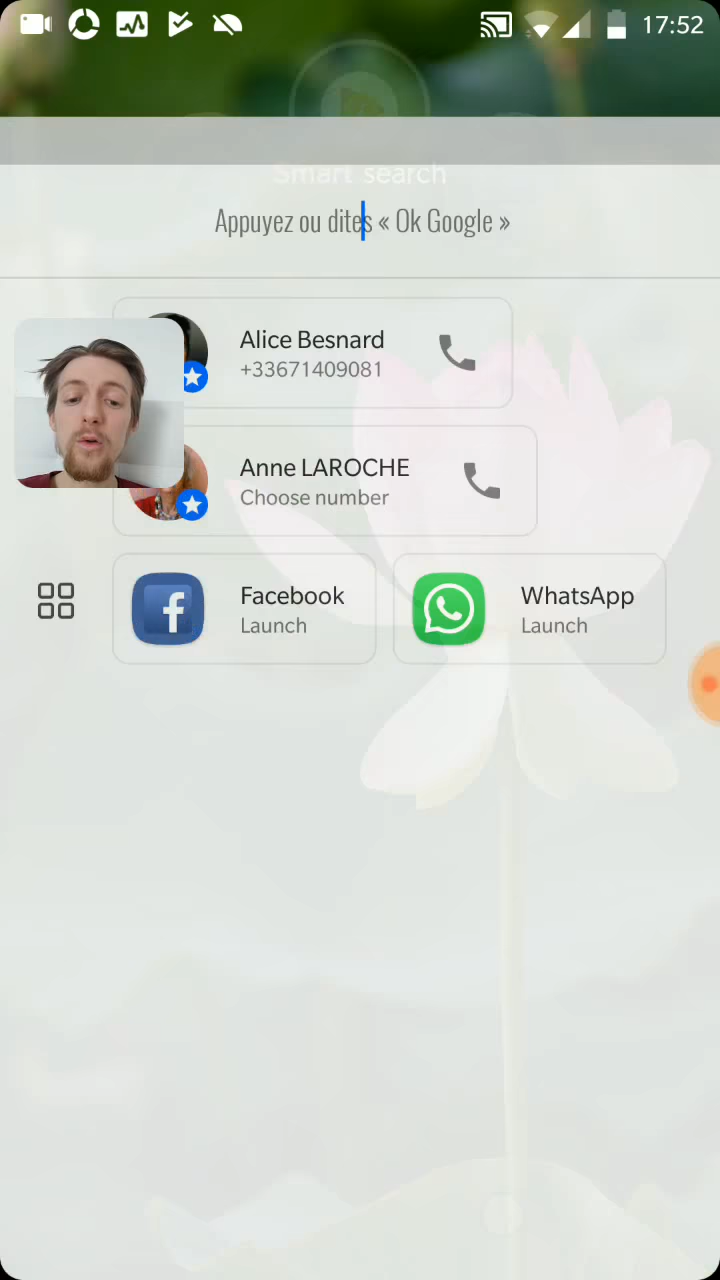 17:52
Smart search
Appuyez ou dites « Ok Google »
Alice Besnard
+33671409081
Anne LAROCHE
Choose number
Facebook
Launch
WhatsApp
Launch